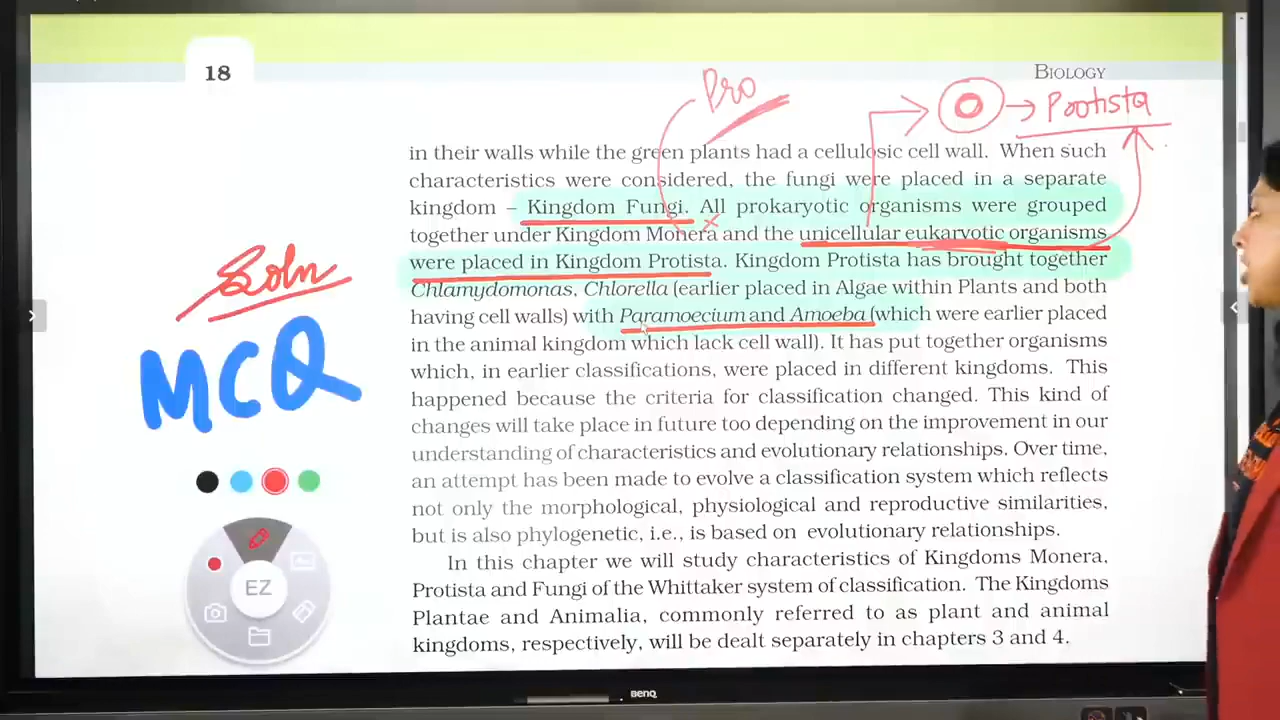 18
BIOLOGY
Pro
Protista
in their walls while the green plants had a cellulosic cell wall. When such
characteristics were considered, the fungi were placed in a separate
kingdom – Kingdom Fungi. All prokaryotic organisms were grouped
together under Kingdom Monera and the unicellular eukaryotic organisms
were placed in Kingdom Protista. Kingdom Protista has brought together
Chlamydomonas, Chlorella (earlier placed in Algae within Plants and both
having cell walls) with Paramoecium and Amoeba (which were earlier placed
in the animal kingdom which lack cell wall). It has put together organisms
which, in earlier classifications, were placed in different kingdoms. This
happened because the criteria for classification changed. This kind of
changes will take place in future too depending on the improvement in our
understanding of characteristics and evolutionary relationships. Over time,
an attempt has been made to evolve a classification system which reflects
not only the morphological, physiological and reproductive similarities,
but is also phylogenetic, i.e., is based on evolutionary relationships.
In this chapter we will study characteristics of Kingdoms Monera,
Protista and Fungi of the Whittaker system of classification. The Kingdoms
Plantae and Animalia, commonly referred to as plant and animal
kingdoms, respectively, will be dealt separately in chapters 3 and 4.
Soln
MCQ
EZ
BENQ